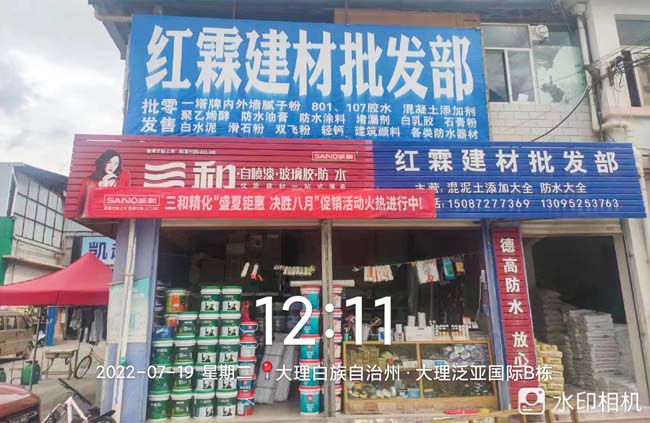 红霖建材批发部
批零 一塔牌内外墙腻子粉 801、107胶水 混凝土添加剂
聚乙烯醇 防水油膏 防水涂料 堵漏剂 白乳胶 石膏粉
发售 白水泥 滑石粉 双飞粉 轻钙 建筑颜料 各类防水器材
SANO三和
三和 ·自喷漆·玻璃胶·防水
红霖建材批发部
主营：混泥土添加大全 防水大全
话：15087277369 13095253763
SANO三和
三和精化“盛夏钜惠 决胜八月”促销活动火热进行中！
德高防水 放心
12:11
2022-07-19 星期二 大理白族自治州·大理泛亚国际B栋
水印相机